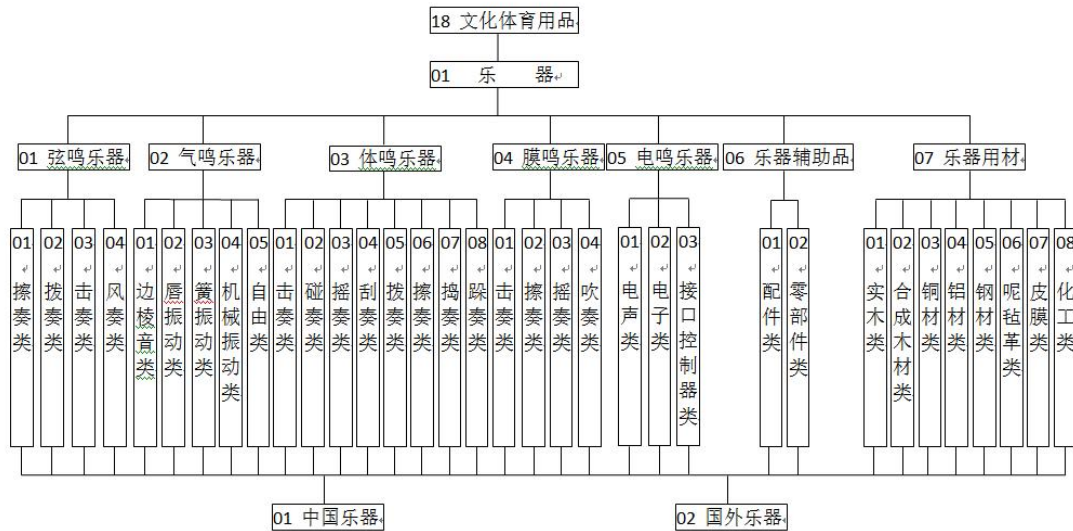 18 文化体育用品
01 乐 器
01 弦鸣乐器
02 气鸣乐器
03 体鸣乐器
04 膜鸣乐器
05 电鸣乐器
06 乐器辅助品
07 乐器用材
01 擦奏类
02 拨奏类
03 击奏类
04 风奏类
01 边棱音类
02 唇振动类
03 簧振动类
04 机械振动类
05 自由类
01 击奏类
02 碰奏类
03 摇奏类
04 刮奏类
05 拨奏类
06 擦奏类
07 捣奏类
08 跺奏类
01 击奏类
02 擦奏类
03 摇奏类
04 吹奏类
01 电声类
02 电子类
03 接口控制器类
01 配件类
02 零部件类
01 实木类
02 合成木材类
03 铜材类
04 铝材类
05 钢材类
06 呢毡革类
07 皮膜类
08 化工类
01 中国乐器
02 国外乐器